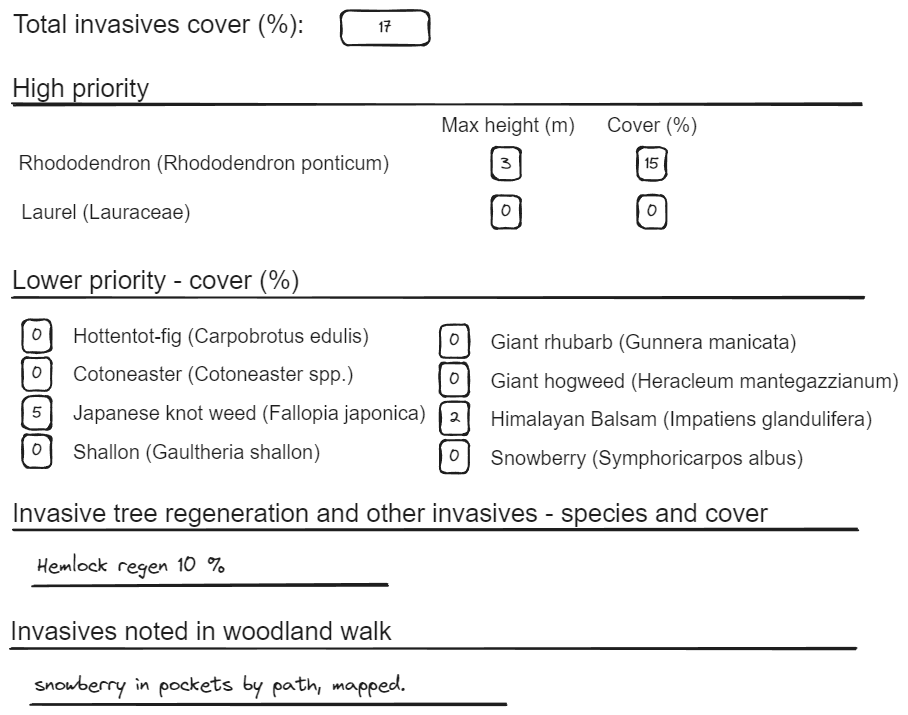 Total invasives cover (%): 17
High priority
Max height (m) Cover (%)
Rhododendron (Rhododendron ponticum) 3 15
Laurel (Lauraceae) 0 0
Lower priority - cover (%)
0 Hottentot-fig (Carpobrotus edulis) 0 Giant rhubarb (Gunnera manicata)
0 Cotoneaster (Cotoneaster spp.) 0 Giant hogweed (Heracleum mantegazzianum)
5 Japanese knot weed (Fallopia japonica) 2 Himalayan Balsam (Impatiens glandulifera)
0 Shallon (Gaultheria shallon) 0 Snowberry (Symphoricarpos albus)
Invasive tree regeneration and other invasives - species and cover
Hemlock regen 10 %
Invasives noted in woodland walk
snowberry in pockets by path, mapped.